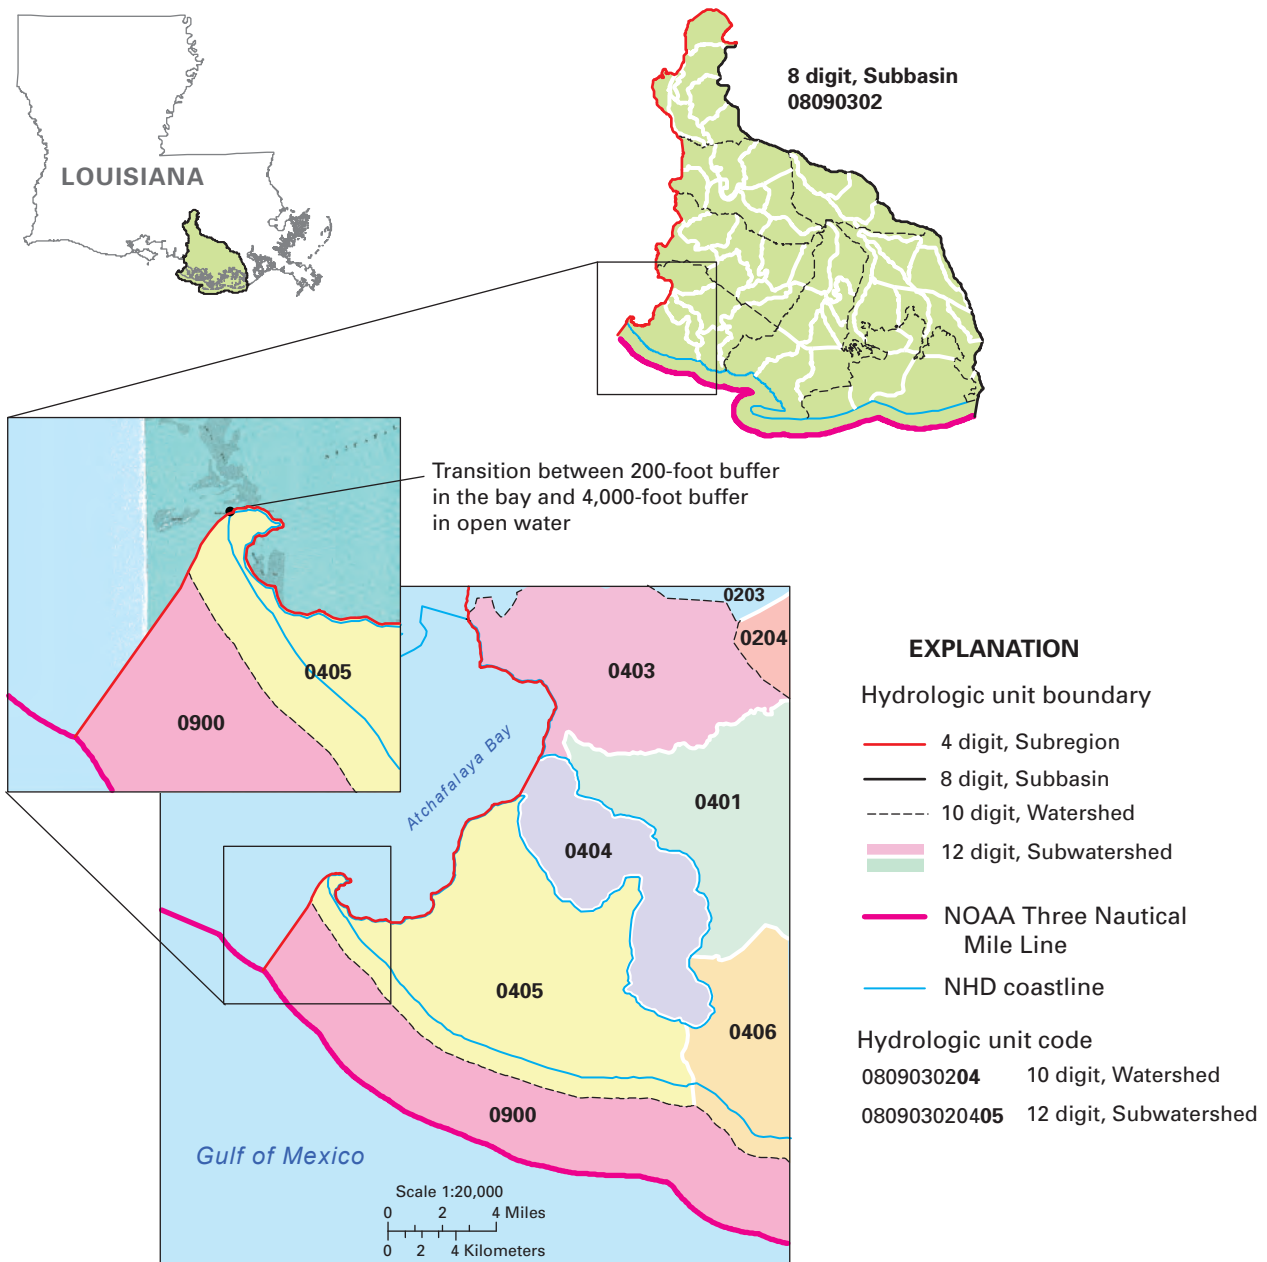 LOUISIANA
8 digit, Subbasin
08090302
Transition between 200-foot buffer
in the bay and 4,000-foot buffer
in open water
0405
0900
0203
0204
0403
Atchafalaya Bay
0401
0404
0405
0406
0900
Gulf of Mexico
Scale 1:20,000
0 2 4 Miles
0 2 4 Kilometers
EXPLANATION
Hydrologic unit boundary
4 digit, Subregion
8 digit, Subbasin
10 digit, Watershed
12 digit, Subwatershed
NOAA Three Nautical
Mile Line
NHD coastline
Hydrologic unit code
0809030204 10 digit, Watershed
080903020405 12 digit, Subwatershed